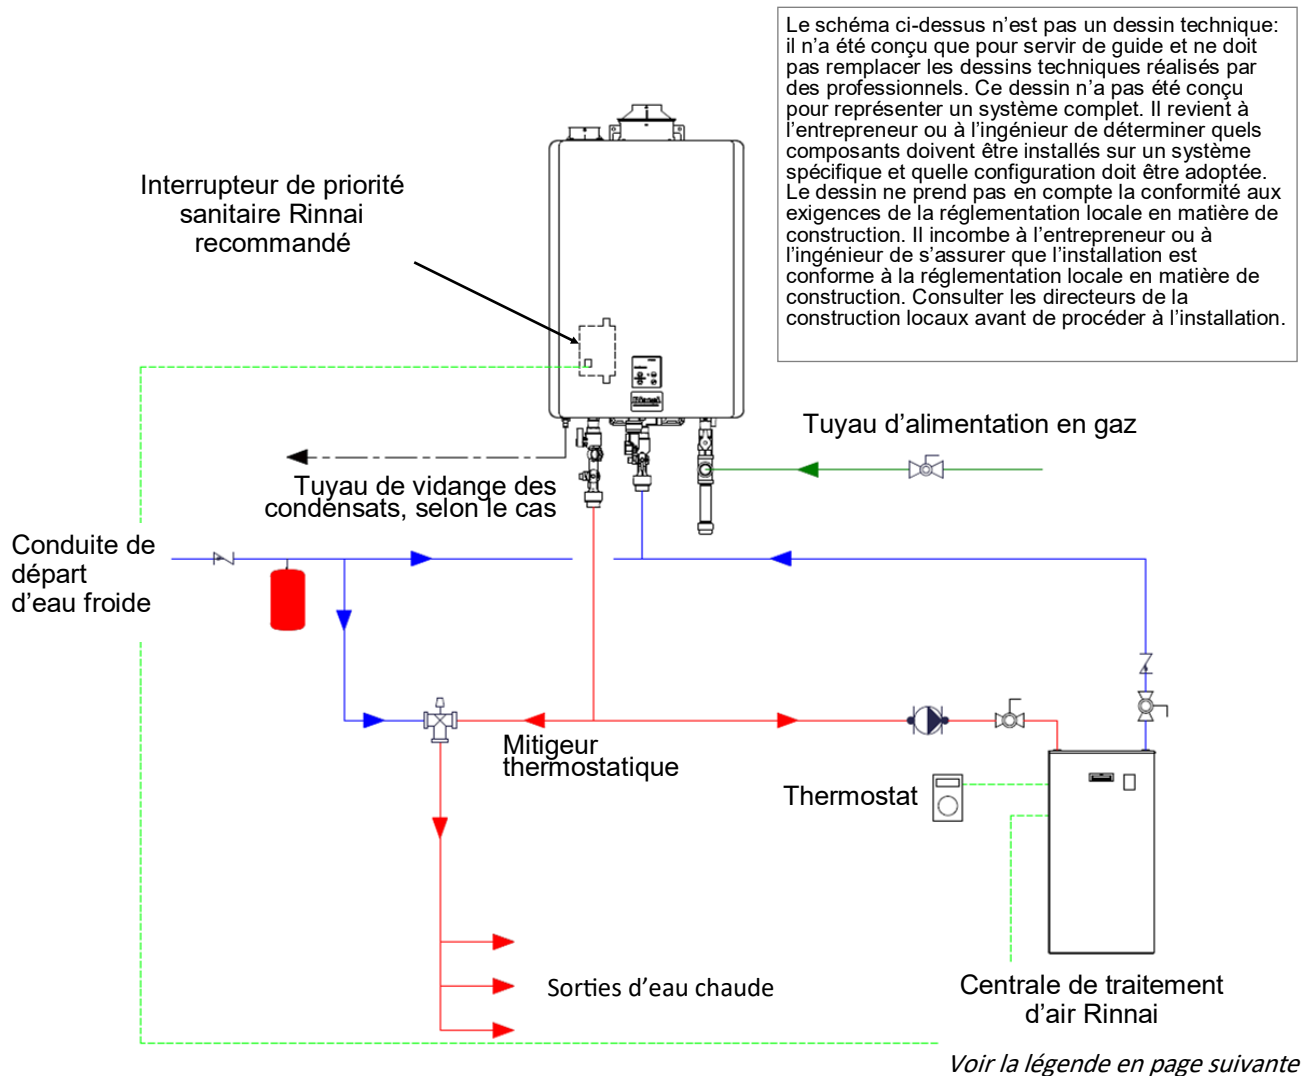 Le schéma ci-dessus n’est pas un dessin technique:
il n’a été conçu que pour servir de guide et ne doit
pas remplacer les dessins techniques réalisés par
des professionnels. Ce dessin n’a pas été conçu
pour représenter un système complet. Il revient à
l’entrepreneur ou à l’ingénieur de déterminer quels
composants doivent être installés sur un système
spécifique et quelle configuration doit être adoptée.
Le dessin ne prend pas en compte la conformité aux
exigences de la réglementation locale en matière de
construction. Il incombe à l’entrepreneur ou à
l’ingénieur de s’assurer que l’installation est
conforme à la réglementation locale en matière de
construction. Consulter les directeurs de la
construction locaux avant de procéder à l’installation.
Interrupteur de priorité
sanitaire Rinnai
recommandé
Rinnai
Tuyau d’alimentation en gaz
Tuyau de vidange des
condensats, selon le cas
Conduite de
départ
d’eau froide
Mitigeur
thermostatique
Thermostat
Sorties d’eau chaude
Centrale de traitement
d’air Rinnai
Voir la légende en page suivante